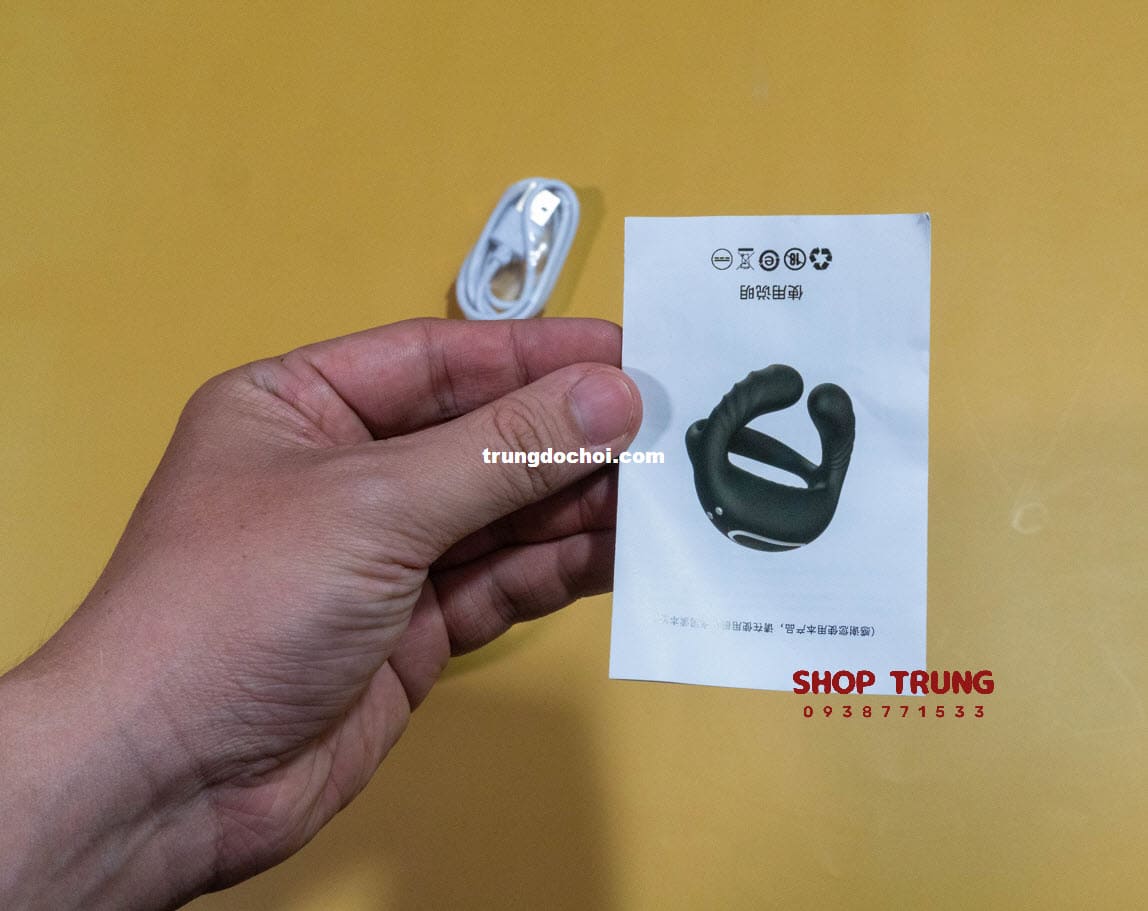 18
使用说明
trungdochoi.com
(感谢您使用本产品，请在使用前
SHOP TRUNG
0938771533